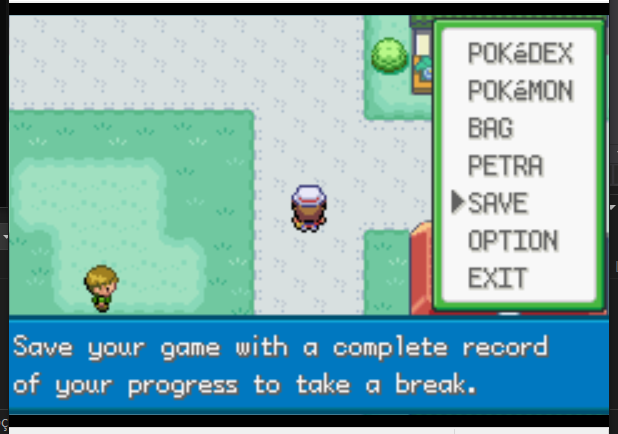 POKéDEX
POKéMON
BAG
PETRA
SAVE
OPTION
EXIT
Save your game with a complete record
of your progress to take a break.